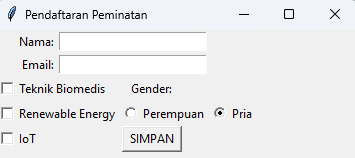 Pendaftaran Peminatan
Nama:
Email:
Teknik Biomedis Gender:
Renewable Energy Perempuan Pria
IoT SIMPAN